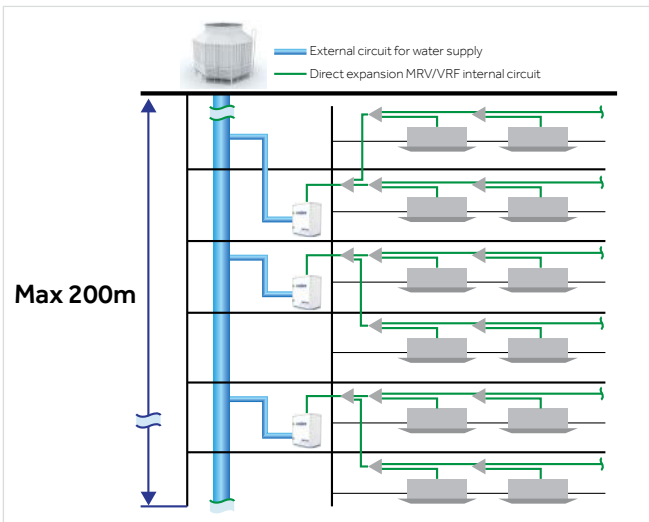 External circuit for water supply
Direct expansion MRV/VRF internal circuit
Max 200m